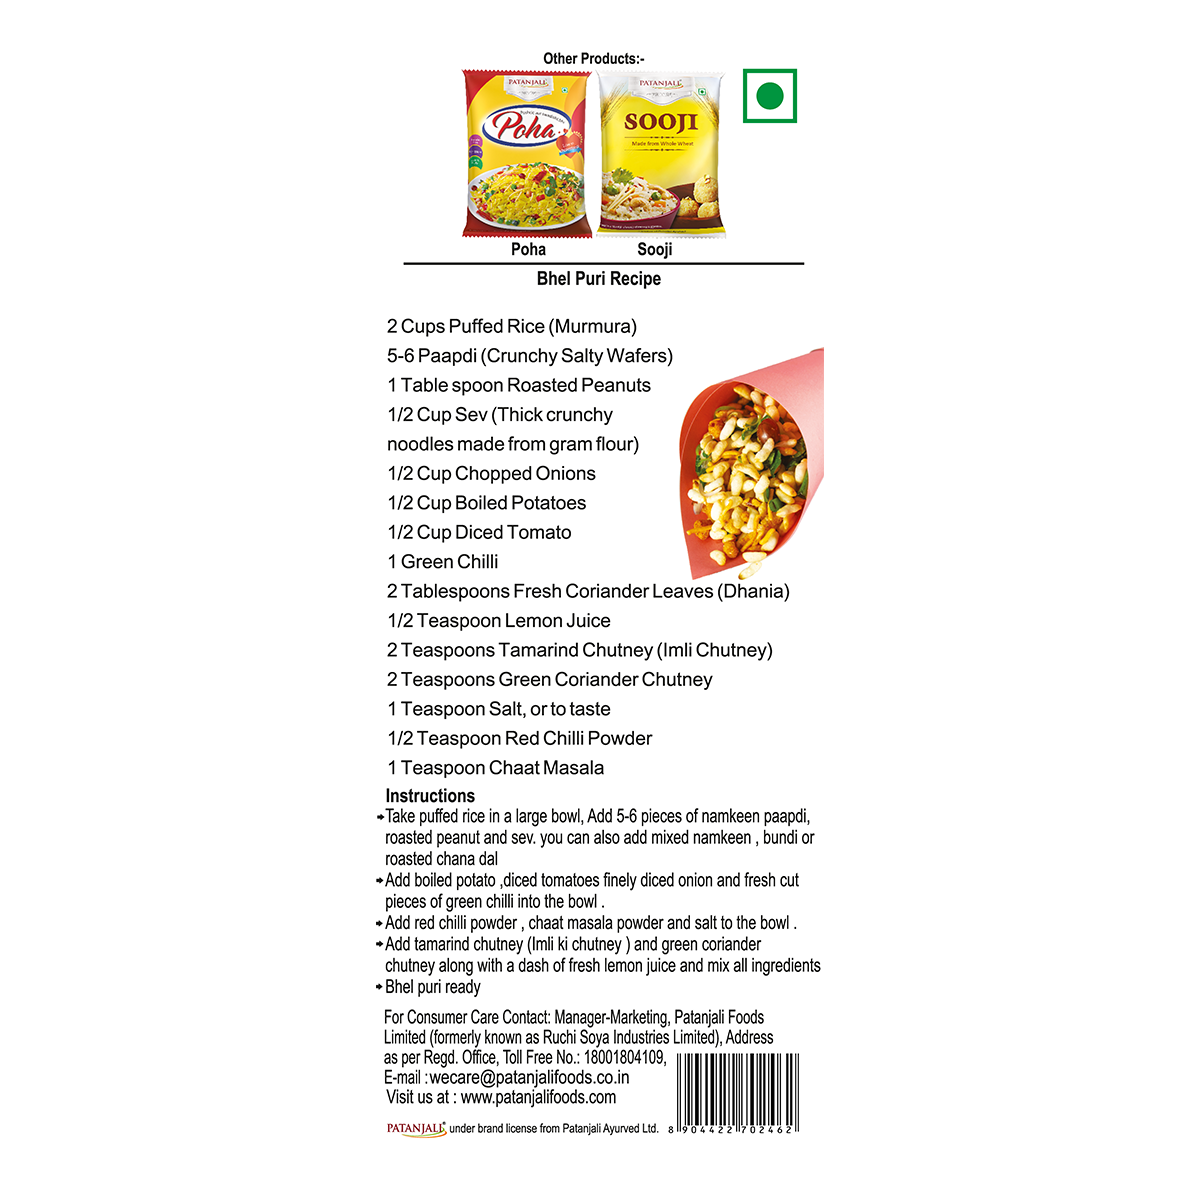 Other Products:-
PATANJALI
Poha
PATANJALI
SOOJI
Made from Whole Wheat
Poha Sooji
Bhel Puri Recipe
2 Cups Puffed Rice (Murmura)
5-6 Paapdi (Crunchy Salty Wafers)
1 Table spoon Roasted Peanuts
1/2 Cup Sev (Thick crunchy
noodles made from gram flour)
1/2 Cup Chopped Onions
1/2 Cup Boiled Potatoes
1/2 Cup Diced Tomato
1 Green Chilli
2 Tablespoons Fresh Coriander Leaves (Dhania)
1/2 Teaspoon Lemon Juice
2 Teaspoons Tamarind Chutney (Imli Chutney)
2 Teaspoons Green Coriander Chutney
1 Teaspoon Salt, or to taste
1/2 Teaspoon Red Chilli Powder
1 Teaspoon Chaat Masala
Instructions
Take puffed rice in a large bowl, Add 5-6 pieces of namkeen paapdi,
roasted peanut and sev. you can also add mixed namkeen , bundi or
roasted chana dal
Add boiled potato ,diced tomatoes finely diced onion and fresh cut
pieces of green chilli into the bowl .
Add red chilli powder , chaat masala powder and salt to the bowl .
Add tamarind chutney (Imli ki chutney ) and green coriander
chutney along with a dash of fresh lemon juice and mix all ingredients
Bhel puri ready
For Consumer Care Contact: Manager-Marketing, Patanjali Foods
Limited (formerly known as Ruchi Soya Industries Limited), Address
as per Regd. Office, Toll Free No.: 18001804109,
E-mail :wecare@patanjalifoods.co.in
Visit us at : www.patanjalifoods.com
PATANJALI under brand license from Patanjali Ayurved Ltd.
8 904422 702462